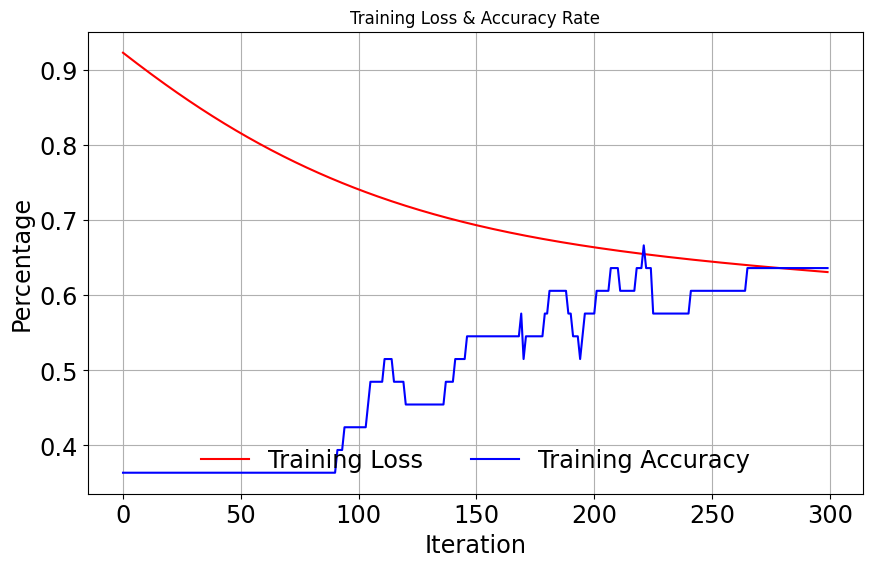 Training Loss & Accuracy Rate
0.9
0.8
0.7
0.6
0.5
0.4
Percentage
Training Loss
Training Accuracy
0 50 100 150 200 250 300
Iteration